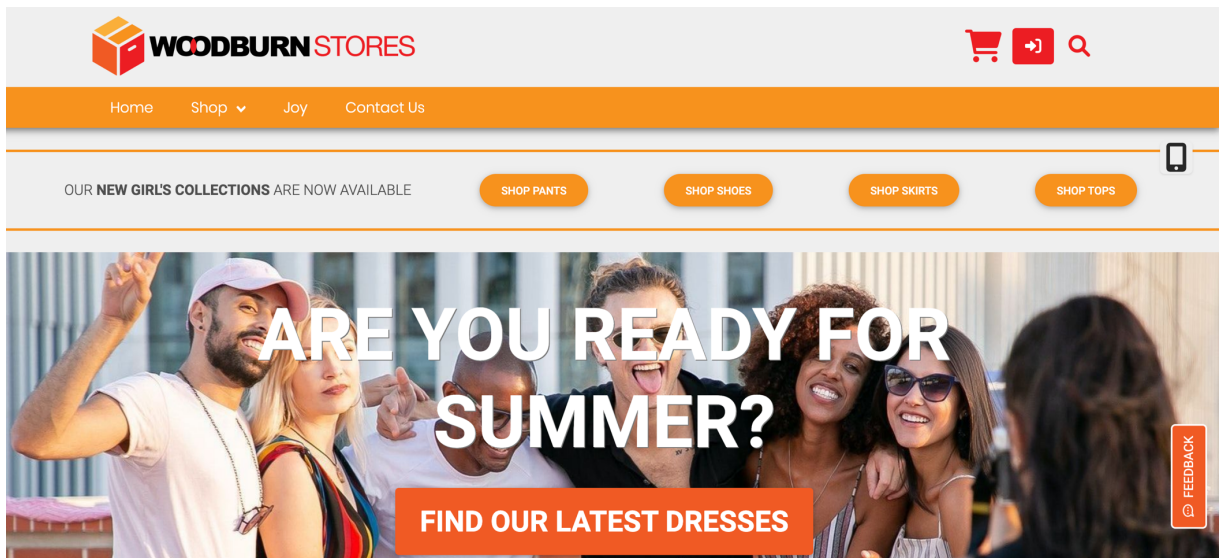 WOODBURN STORES
Home Shop Joy Contact Us
OUR NEW GIRL'S COLLECTIONS ARE NOW AVAILABLE
SHOP PANTS
SHOP SHOES
SHOP SKIRTS
SHOP TOPS
ARE YOU READY FOR
SUMMER?
FIND OUR LATEST DRESSES
FEEDBACK